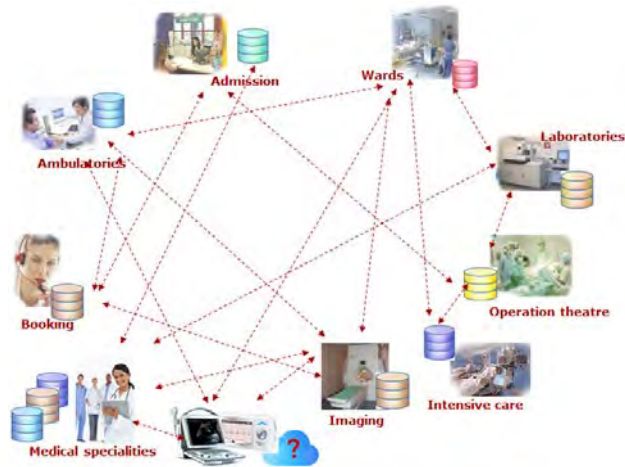 Admission
Wards
Laboratories
Ambulatories
Booking
Operation theatre
Imaging
Intensive care
Medical specialities
?